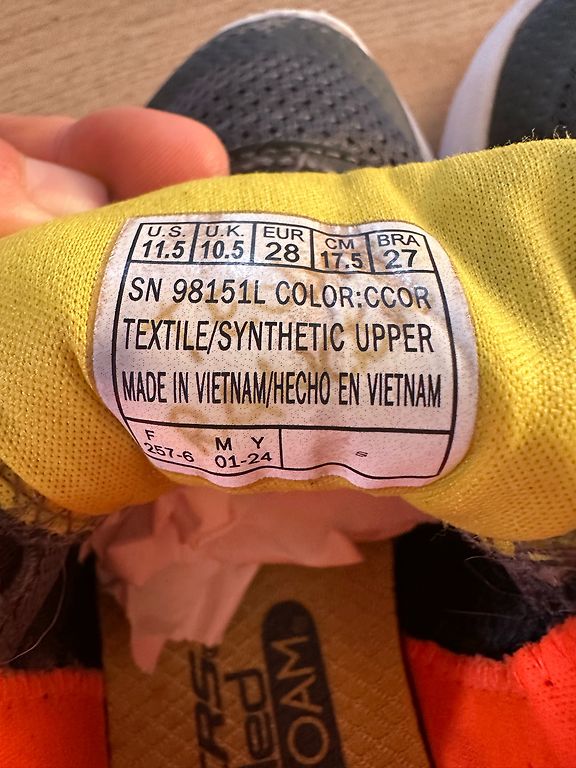 U.S. U.K. EUR CM BRA
11.5 10.5 28 17.5 27
SN 98151L COLOR:CCOR
TEXTILE/SYNTHETIC UPPER
MADE IN VIETNAM/HECHO EN VIETNAM
F M Y
257-6 01-24 s
OAM